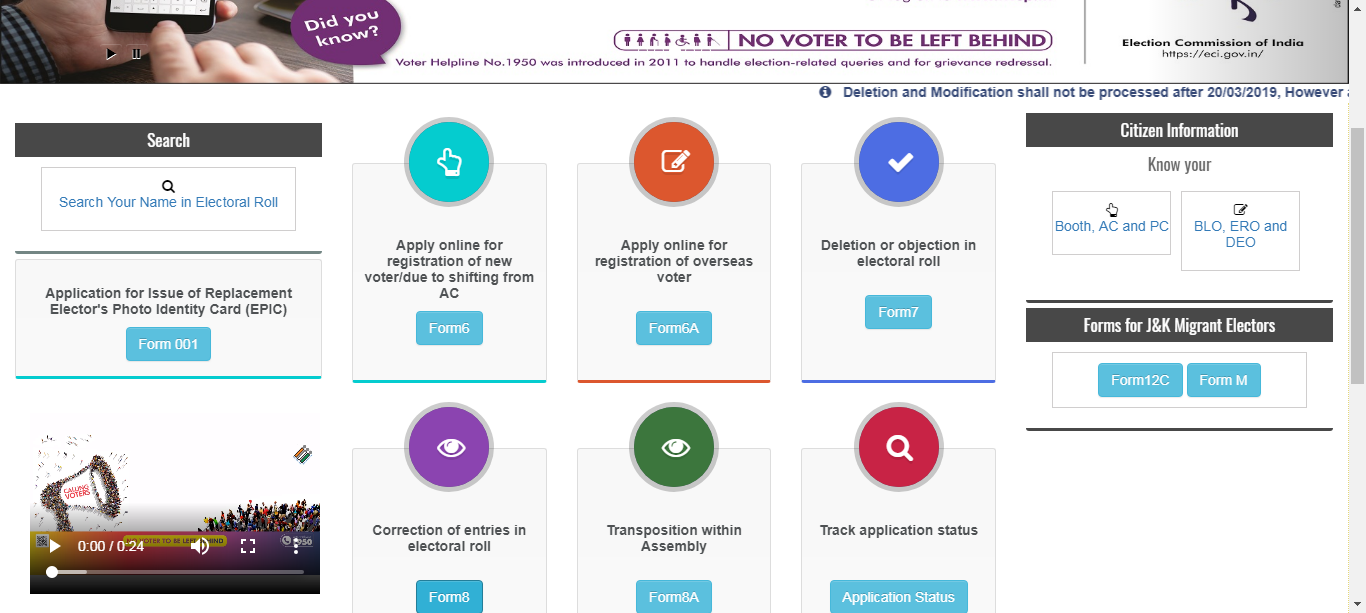 Did you
know?
NO VOTER TO BE LEFT BEHIND
Voter Helpline No.1950 was introduced in 2011 to handle election-related queries and for grievance redressal.
Election Commission of India
https://eci.gov.in/
Deletion and Modification shall not be processed after 20/03/2019, However
Search
Search Your Name in Electoral Roll
Application for Issue of Replacement
Elector's Photo Identity Card (EPIC)
Form 001
CALLING
VOTERS
NO VOTER TO BE LEFT BEHIND
0:00 / 0:24
Apply online for
registration of new
voter/due to shifting from
AC
Form6
Apply online for
registration of overseas
voter
Form6A
Deletion or objection in
electoral roll
Form7
Correction of entries in
electoral roll
Form8
Transposition within
Assembly
Form8A
Track application status
Application Status
Citizen Information
Know your
Booth, AC and PC
BLO, ERO and
DEO
Forms for J&K Migrant Electors
Form12C
Form M